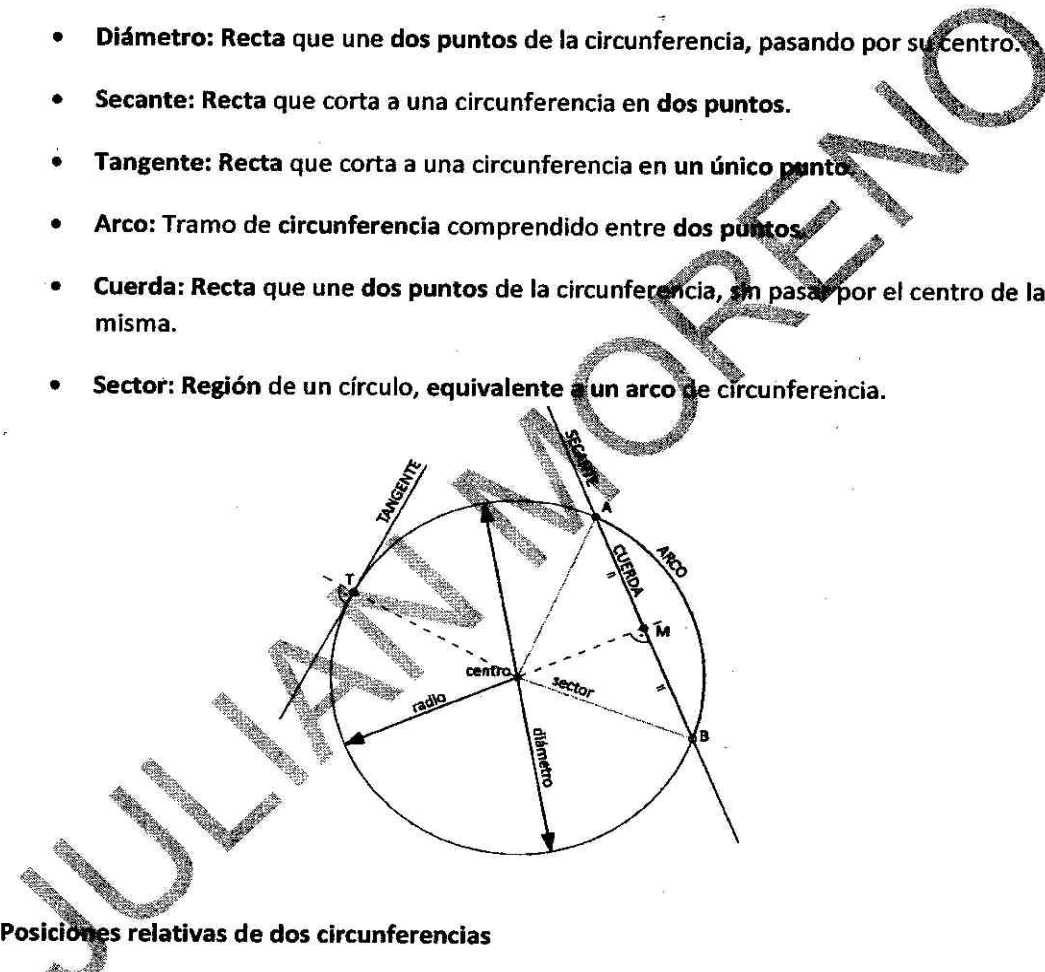 • Diámetro: Recta que une dos puntos de la circunferencia, pasando por su centro.
• Secante: Recta que corta a una circunferencia en dos puntos.
• Tangente: Recta que corta a una circunferencia en un único punto.
• Arco: Tramo de circunferencia comprendido entre dos puntos.
• Cuerda: Recta que une dos puntos de la circunferencia, sin pasar por el centro de la
misma.
• Sector: Región de un círculo, equivalente a un arco de circunferencia.
SECANTE
TANGENTE
A
ARCO
CUERDA
T
M
centro
sector
radio
B
diámetro
Posiciones relativas de dos circunferencias
JULIAN MORENO